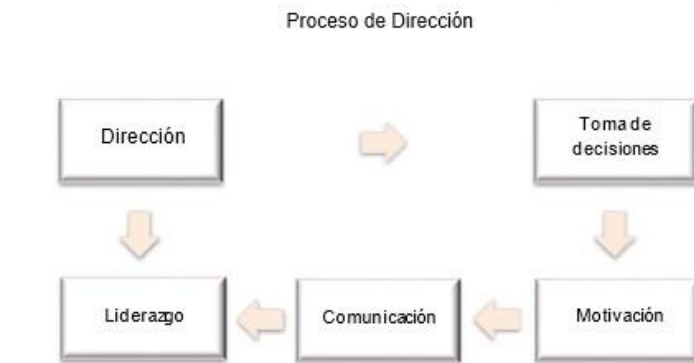 Proceso de Dirección
Dirección
Toma de
decisiones
Liderazgo
Comunicación
Motivación